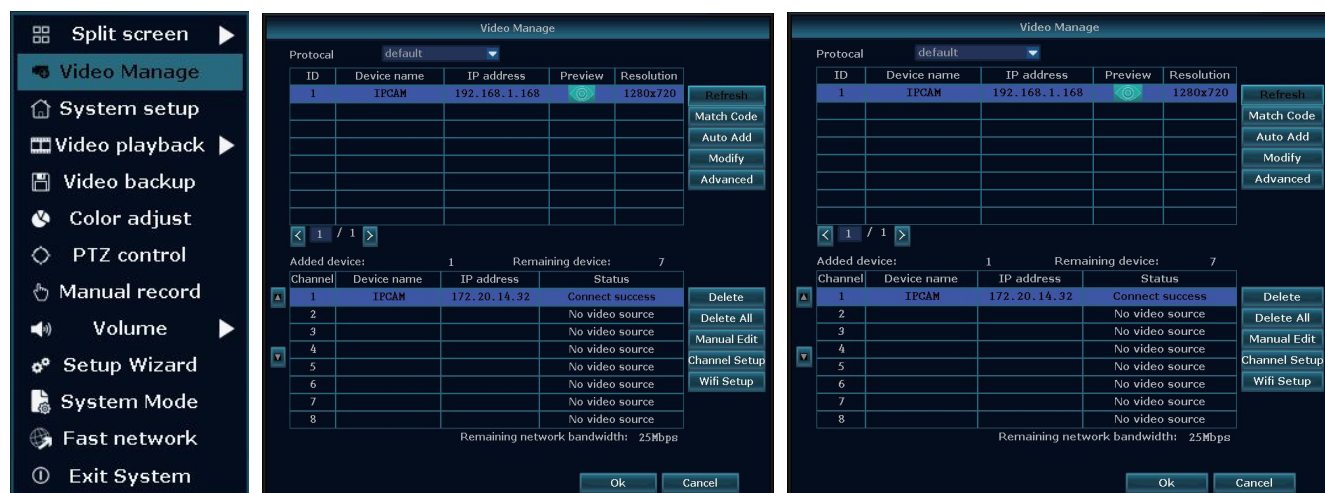 Split screen
Video Manage
System setup
Video playback
Video backup
Color adjust
PTZ control
Manual record
Volume
Setup Wizard
System Mode
Fast network
Exit System
Video Manage
Protocal default
ID Device name IP address Preview Resolution
1 IPCAM 192.168.1.168 1280x720 Refresh
Match Code
Auto Add
Modify
Advanced
1 / 1
Added device: 1 Remaining device: 7
Channel Device name IP address Status
1 IPCAM 172.20.14.32 Connect success Delete
2 No video source Delete All
3 No video source Manual Edit
4 No video source
5 No video source Channel Setup
6 No video source Wifi Setup
7 No video source
8 No video source
Remaining network bandwidth: 25Mbps
Ok Cancel
Video Manage
Protocal default
ID Device name IP address Preview Resolution
1 IPCAM 192.168.1.168 1280x720 Refresh
Match Code
Auto Add
Modify
Advanced
1 / 1
Added device: 1 Remaining device: 7
Channel Device name IP address Status
1 IPCAM 172.20.14.32 Connect success Delete
2 No video source Delete All
3 No video source Manual Edit
4 No video source
5 No video source Channel Setup
6 No video source Wifi Setup
7 No video source
8 No video source
Remaining network bandwidth: 25Mbps
Ok Cancel